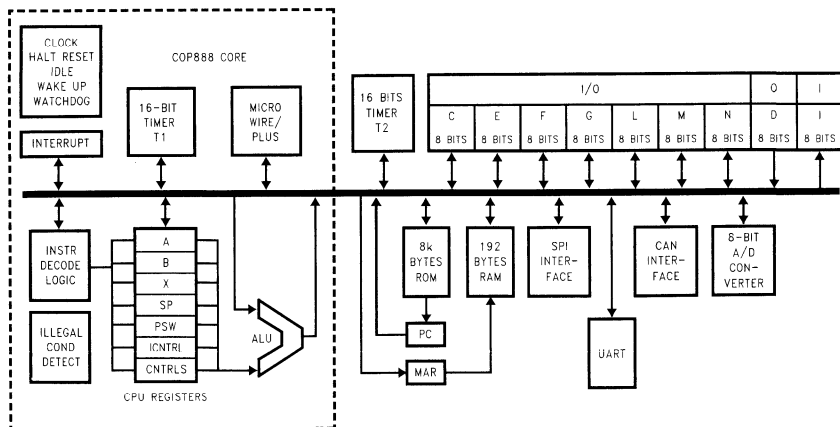 CLOCK
HALT RESET
IDLE
WAKE UP
WATCHDOG
COP888 CORE
INTERRUPT
16-BIT
TIMER
T1
MICRO
WIRE/
PLUS
16 BITS
TIMER
T2
I/O
O
I
C
E
F
G
L
M
N
D
I
8 BITS
8 BITS
8 BITS
8 BITS
8 BITS
8 BITS
8 BITS
8 BITS
8 BITS
INSTR
DECODE
LOGIC
ILLEGAL
COND
DETECT
A
B
X
SP
PSW
ICNTRL
CNTRLS
CPU REGISTERS
ALU
8k
BYTES
ROM
192
BYTES
RAM
PC
MAR
SPI
INTER-
FACE
UART
CAN
INTER-
FACE
8-BIT
A/D
CON-
VERTER